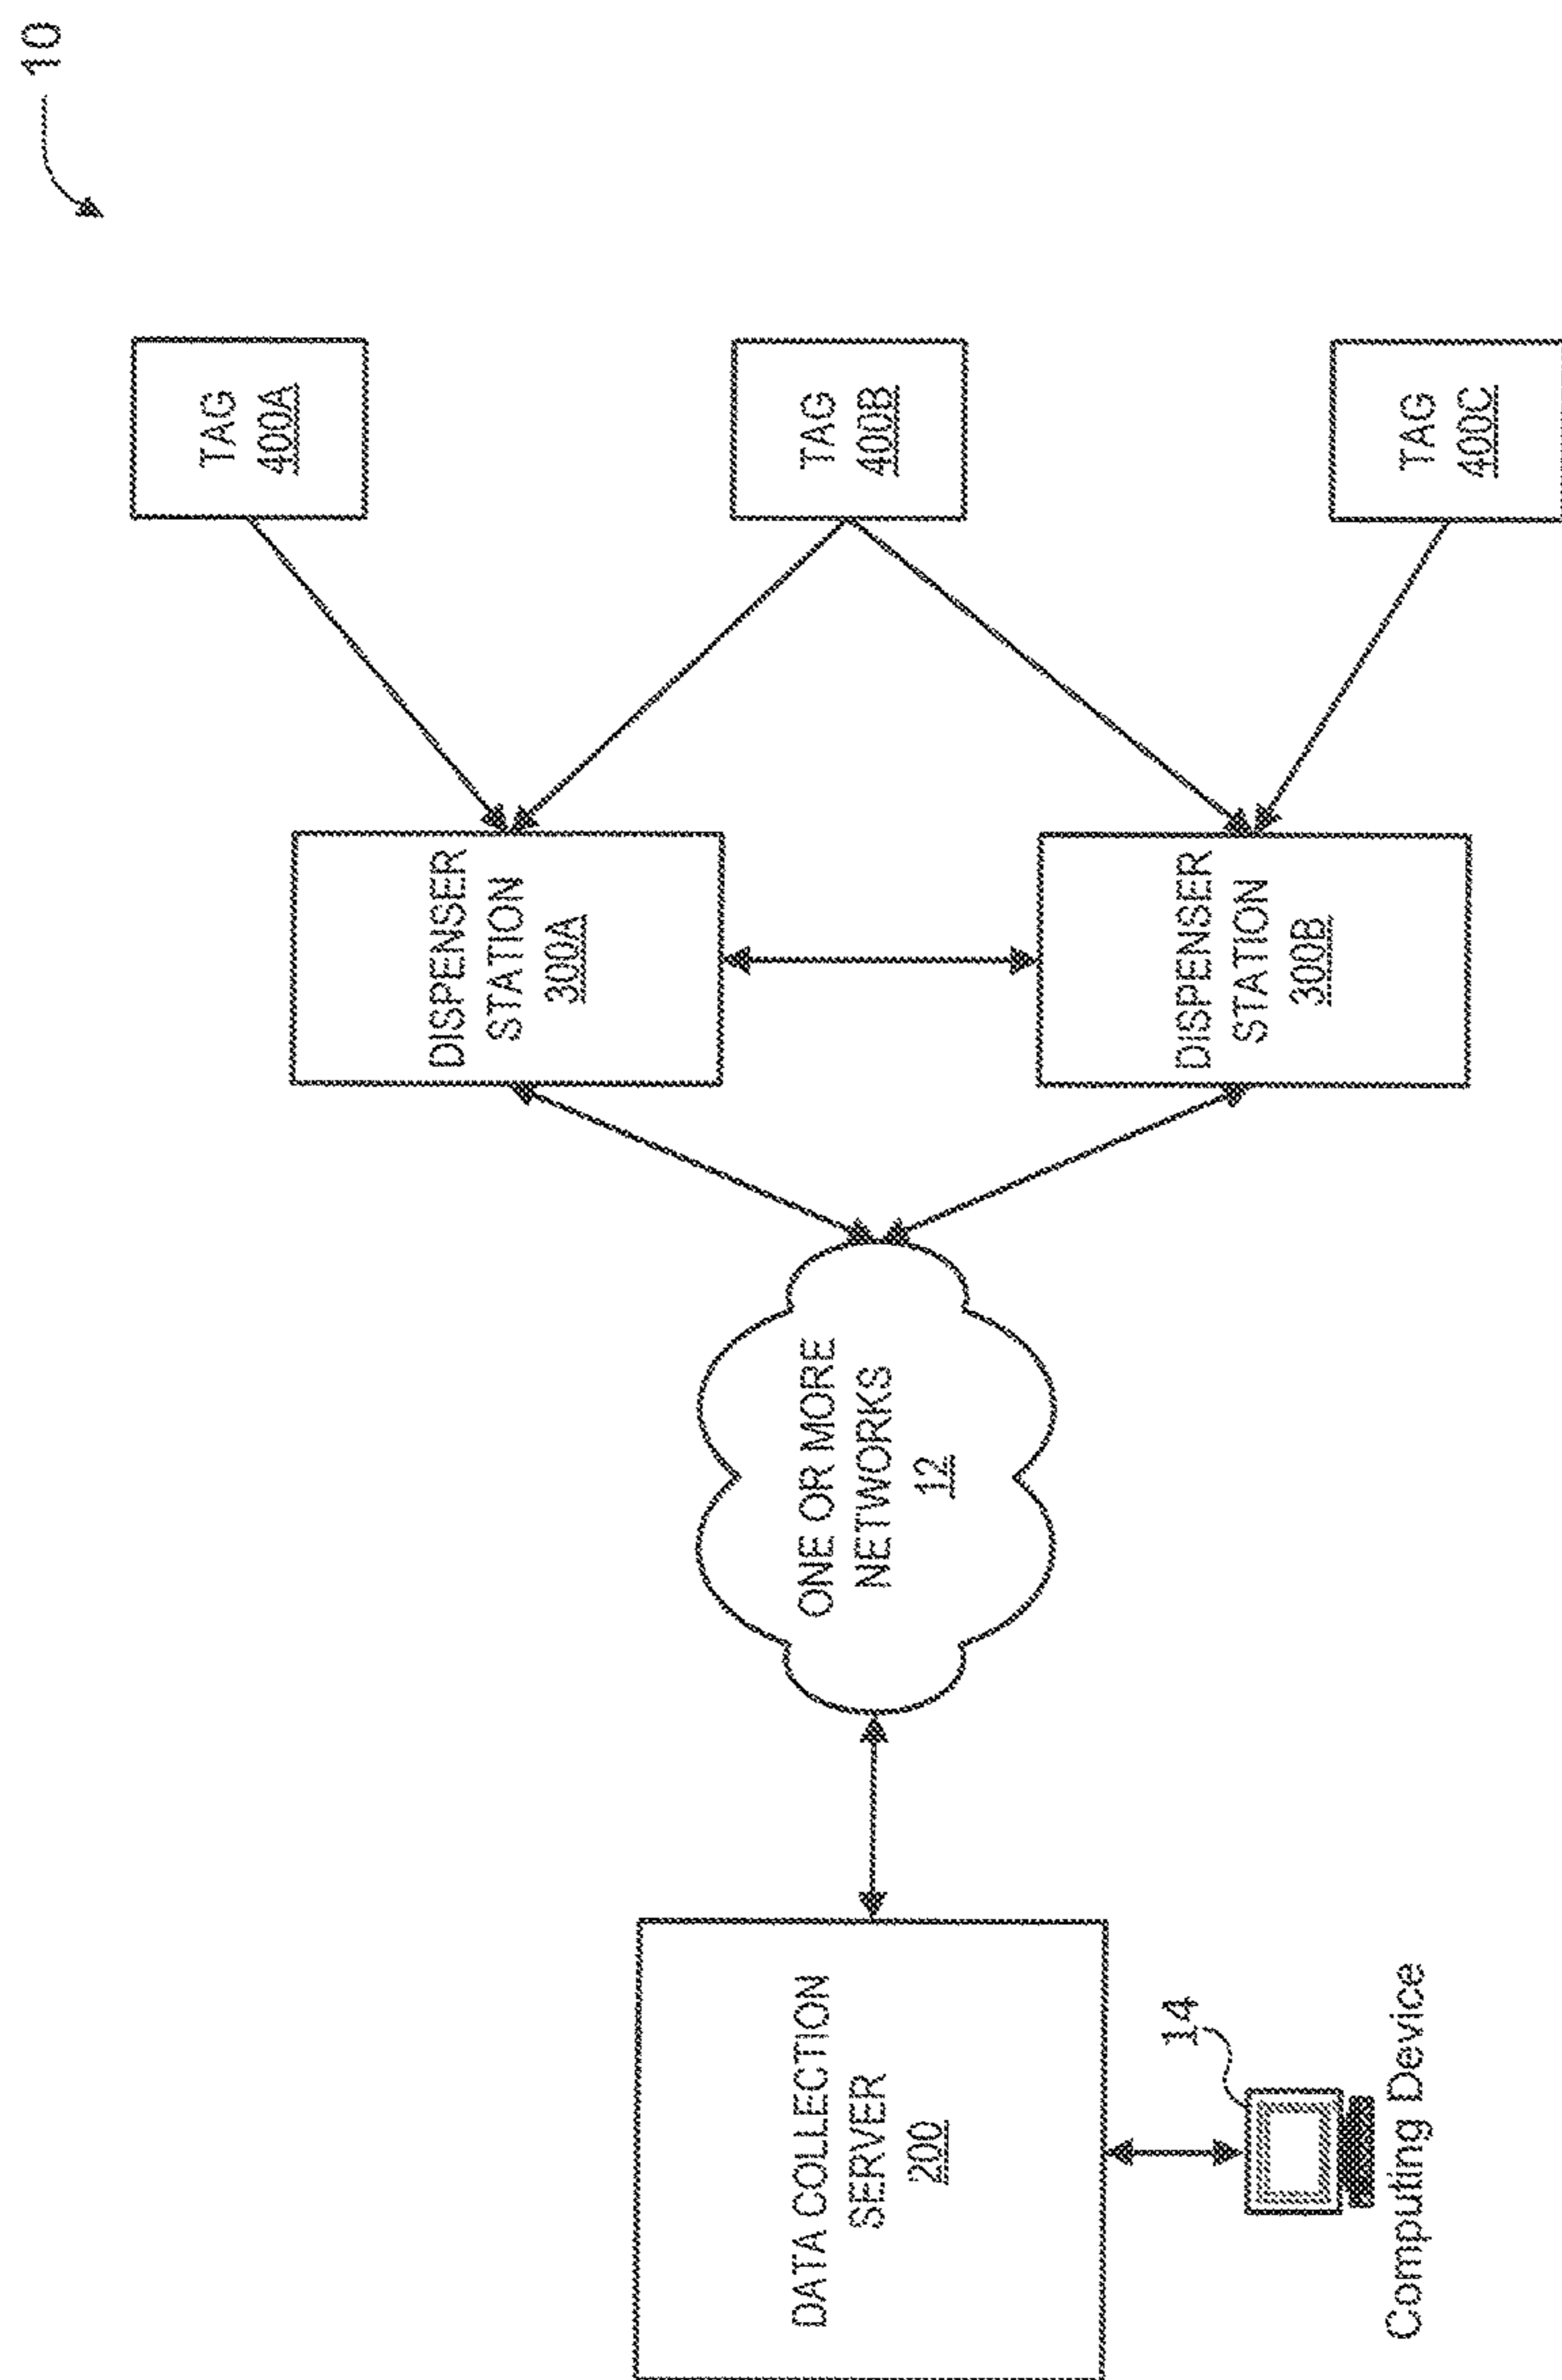 10
TAG
400A
TAG
400B
TAG
400C
DISPENSER
STATION
300A
DISPENSER
STATION
300B
ONE OR MORE
NETWORKS
12
DATA COLLECTION
SERVER
200
14
Computing Device